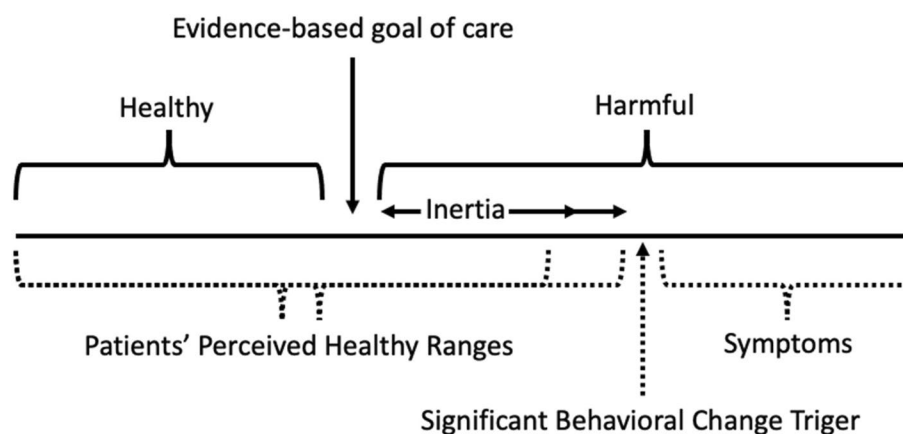 Evidence-based goal of care
Healthy
Harmful
Inertia
Patients’ Perceived Healthy Ranges
Symptoms
Significant Behavioral Change Triger